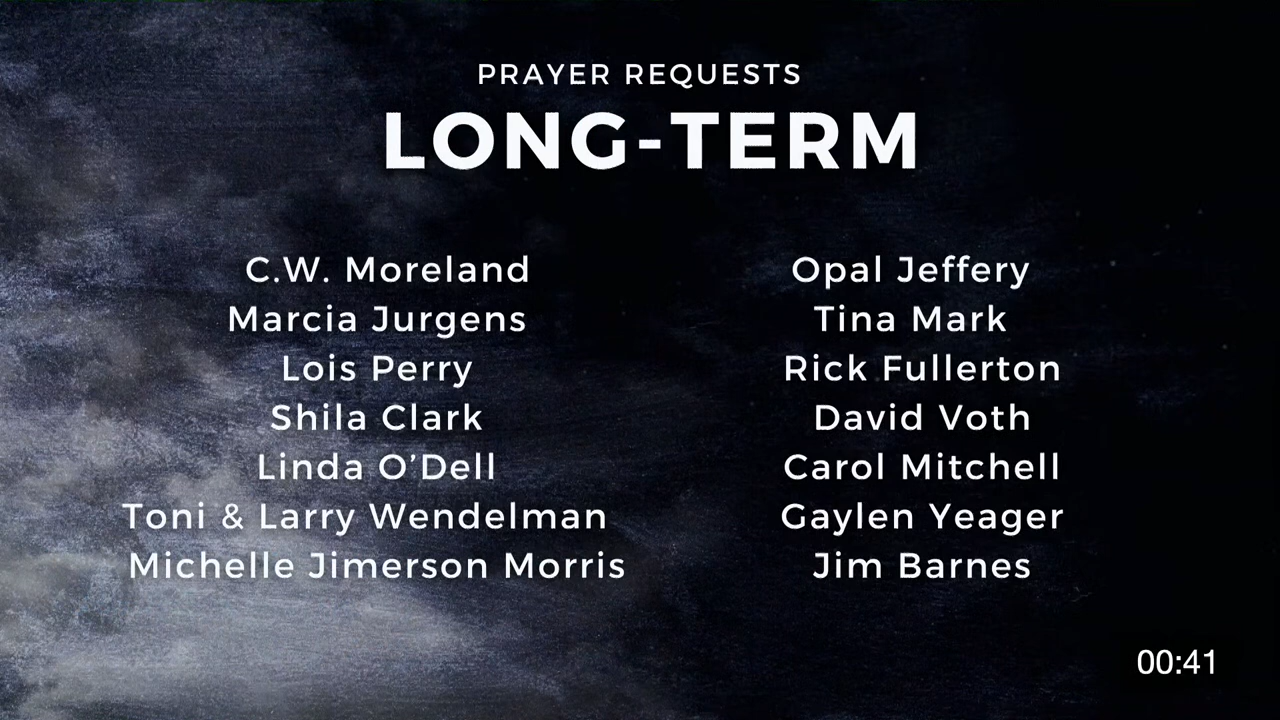 PRAYER REQUESTS
LONG-TERM
C.W. Moreland
Marcia Jurgens
Lois Perry
Shila Clark
Linda O’Dell
Toni & Larry Wendelman
Michelle Jimerson Morris
Opal Jeffery
Tina Mark
Rick Fullerton
David Voth
Carol Mitchell
Gaylen Yeager
Jim Barnes
00:41